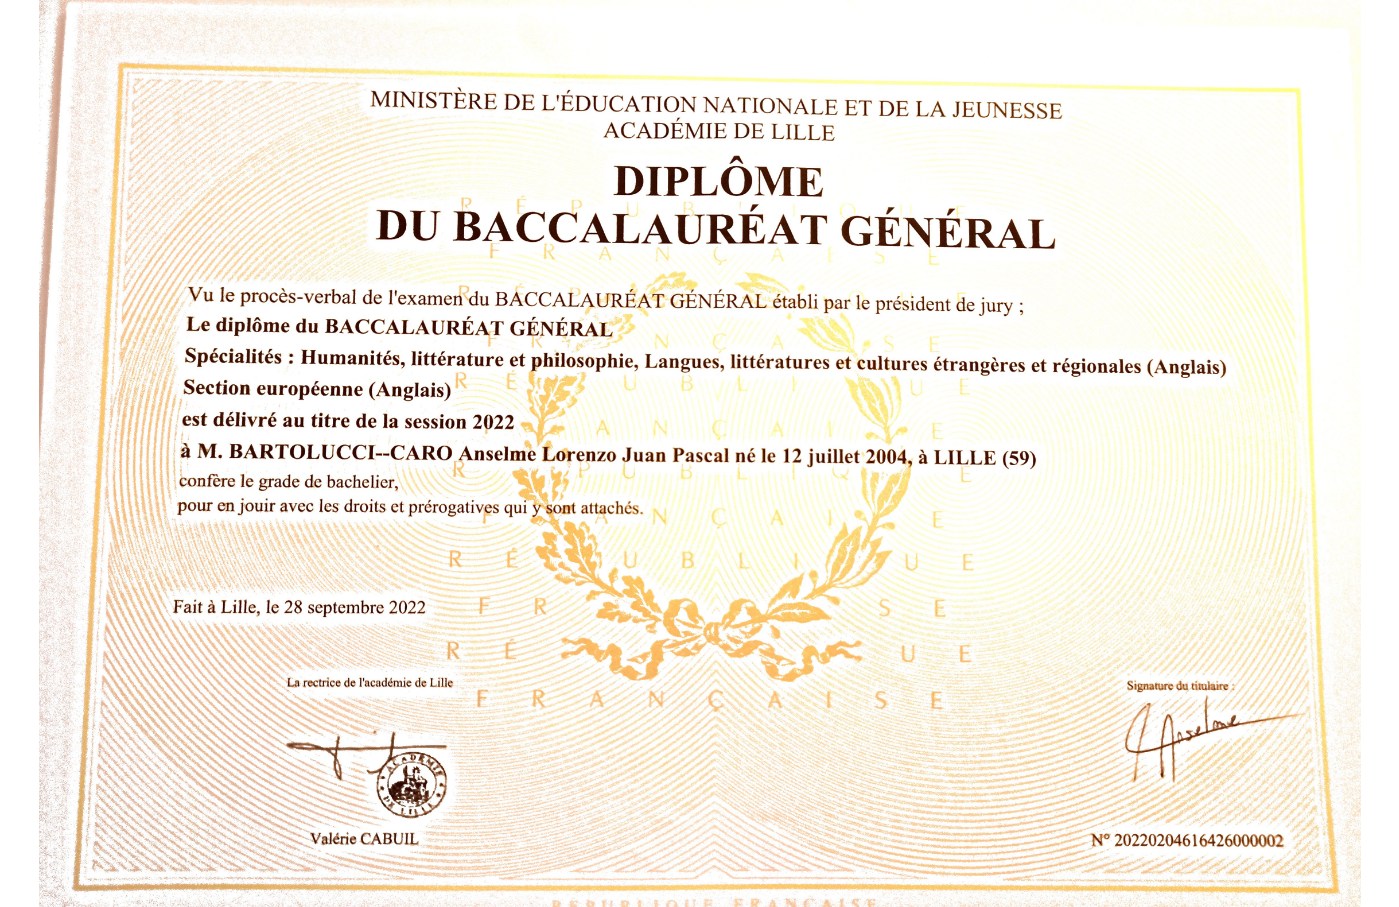 MINISTÈRE DE L'ÉDUCATION NATIONALE ET DE LA JEUNESSE
ACADÉMIE DE LILLE
DIPLÔME
DU BACCALAURÉAT GÉNÉRAL
Vu le procès-verbal de l'examen du BACCALAURÉAT GÉNÉRAL établi par le président de jury ;
Le diplôme du BACCALAURÉAT GÉNÉRAL
Spécialités : Humanités, littérature et philosophie, Langues, littératures et cultures étrangères et régionales (Anglais)
Section européenne (Anglais)
est délivré au titre de la session 2022
à M. BARTOLUCCI--CARO Anselme Lorenzo Juan Pascal né le 12 juillet 2004, à LILLE (59)
confère le grade de bachelier,
pour en jouir avec les droits et prérogatives qui y sont attachés.
Fait à Lille, le 28 septembre 2022
La rectrice de l'académie de Lille
Signature du titulaire :
Anselme
ACADÉMIE DE LILLE
Valérie CABUIL
N° 20220204616426000002
RÉPUBLIQUE FRANÇAISE